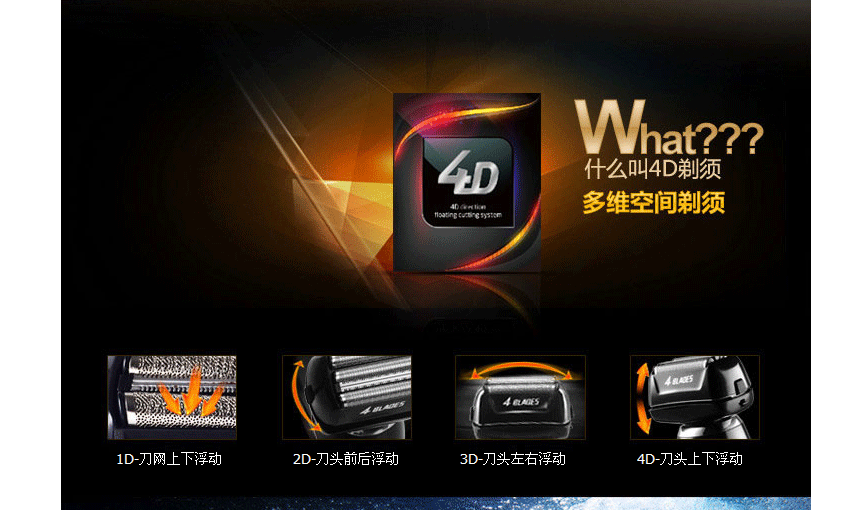 What???
什么叫4D剃须
多维空间剃须
4D
4D direction
floating cutting system
4 BLADES
4 BLADES
4 BLADES
1D-刀网上下浮动
2D-刀头前后浮动
3D-刀头左右浮动
4D-刀头上下浮动